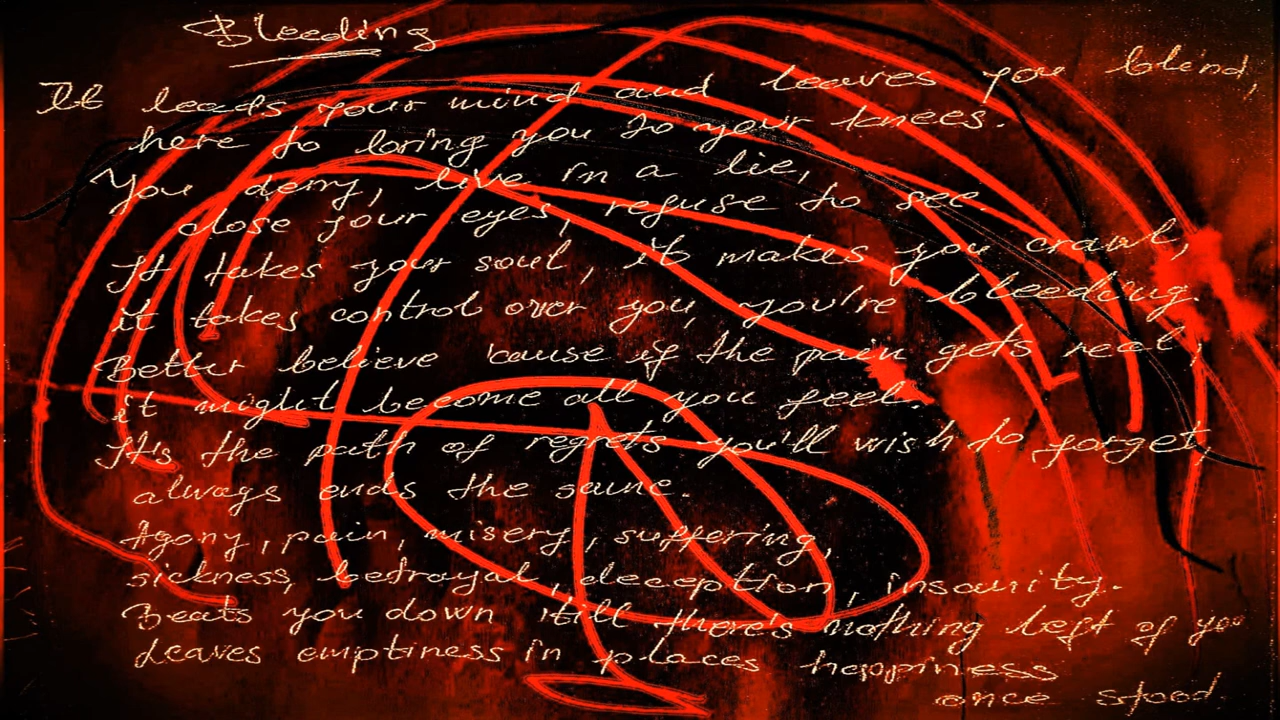 Bleeding
It leads your mind and leaves you blind,
here to bring you to your knees.
You deny, live in a lie,
close your eyes, refuse to see.
It takes your soul, it makes you crawl,
it takes control over you, you're bleeding.
Better believe 'cause if the pain gets real,
it might become all you feel.
It's the path of regrets you'll wish to forget,
always ends the same.
Agony, pain, misery, suffering,
sickness, betrayal, deception, insanity.
Beats you down 'till there's nothing left of you
Leaves emptiness in places happiness
once stood.